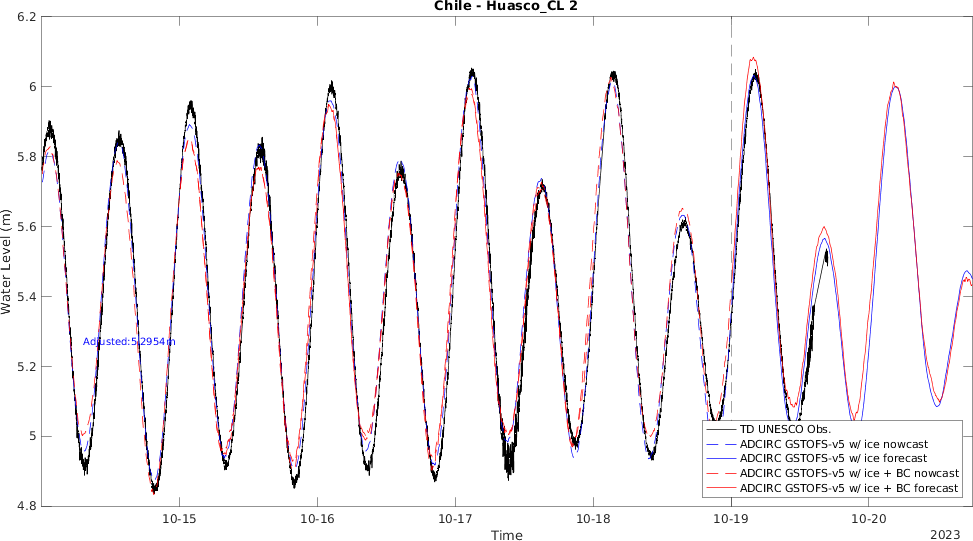 Chile - Huasco_CL 2
6.2
6
5.8
5.6
5.4
5.2
5
4.8
Water Level (m)
Adjusted:5.2954m
TD UNESCO Obs.
ADCIRC GSTOFS-v5 w/ ice nowcast
ADCIRC GSTOFS-v5 w/ ice forecast
ADCIRC GSTOFS-v5 w/ ice + BC nowcast
ADCIRC GSTOFS-v5 w/ ice + BC forecast
10-15 10-16 10-17 10-18 10-19 10-20
Time
2023